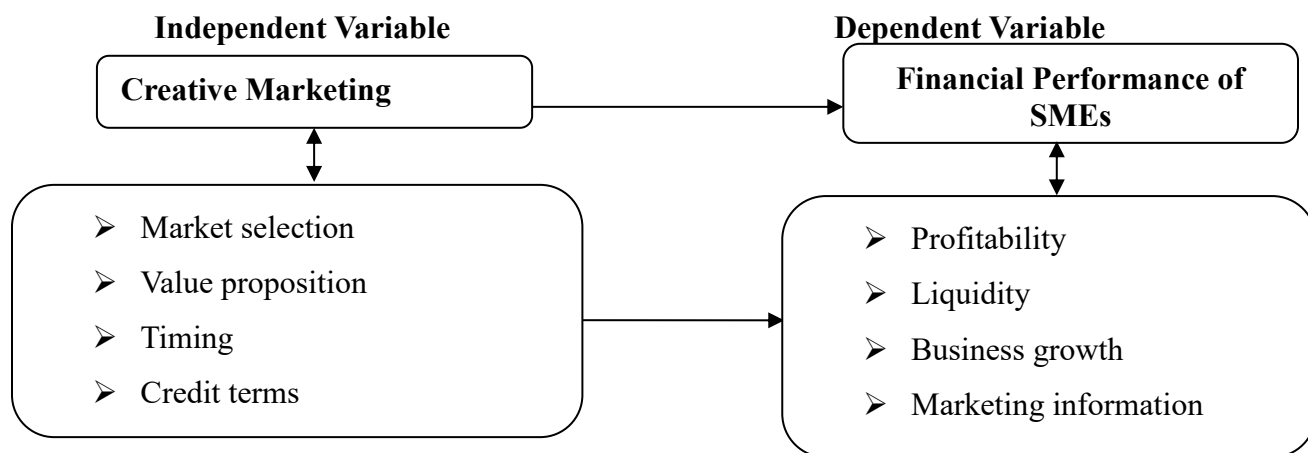 Independent Variable
Dependent Variable
Creative Marketing
Financial Performance of
SMEs
➢ Market selection
➢ Value proposition
➢ Timing
➢ Credit terms
➢ Profitability
➢ Liquidity
➢ Business growth
➢ Marketing information